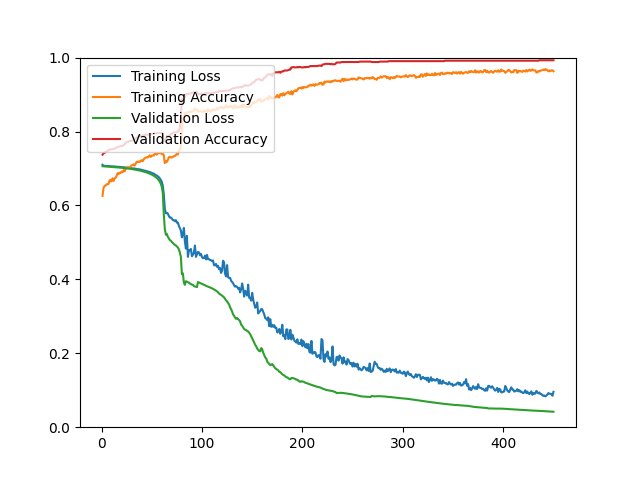 1.0
0.8
0.6
0.4
0.2
0.0
0 100 200 300 400
Training Loss
Training Accuracy
Validation Loss
Validation Accuracy